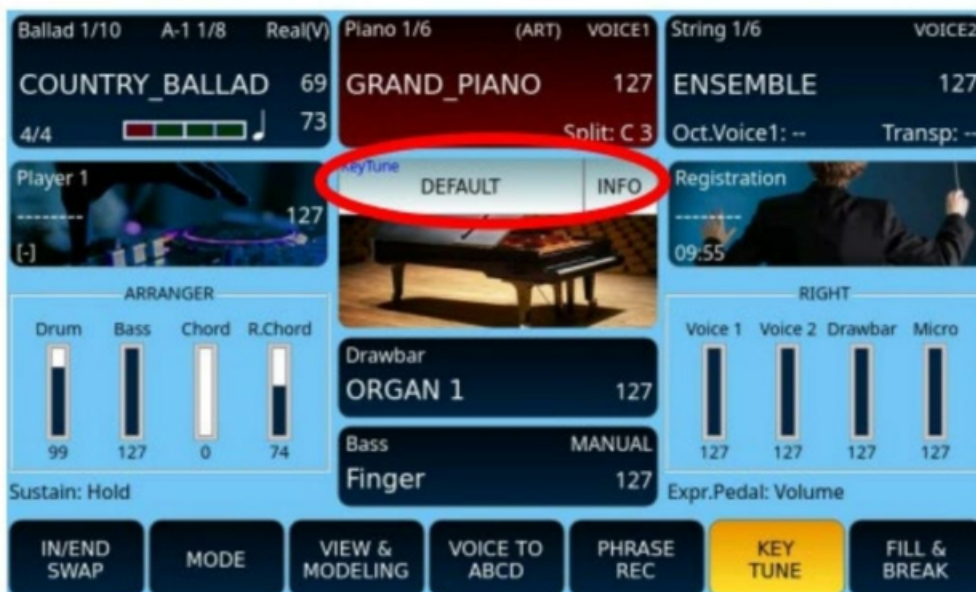 Ballad 1/10 A-1 1/8 Real(V)
COUNTRY_BALLAD 69
4/4 73
Piano 1/6 (ART) VOICE1
GRAND_PIANO 127
Split: C 3
String 1/6 VOICE2
ENSEMBLE 127
Oct.Voice1: -- Transp: --
Player 1
-------- 127
[-]
KeyTune
DEFAULT INFO
Registration
--------
09:55
ARRANGER
Drum Bass Chord R.Chord
99 127 0 74
Drawbar
ORGAN 1 127
Bass MANUAL
Finger 127
RIGHT
Voice 1 Voice 2 Drawbar Micro
127 127 127 127
Sustain: Hold
Expr.Pedal: Volume
IN/END
SWAP
MODE
VIEW &
MODELING
VOICE TO
ABCD
PHRASE
REC
KEY
TUNE
FILL &
BREAK